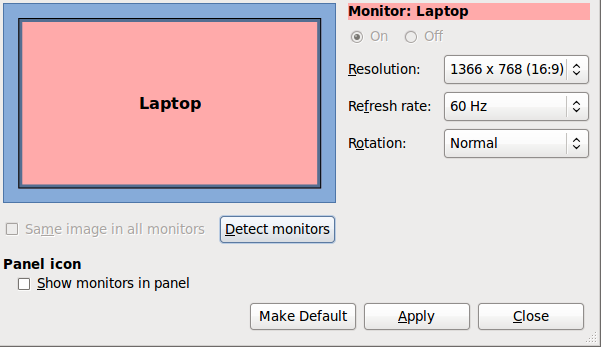 Monitor: Laptop
On Off
Resolution: 1366 x 768 (16:9)
Refresh rate: 60 Hz
Rotation: Normal
Laptop
Same image in all monitors Detect monitors
Panel icon
Show monitors in panel
Make Default Apply Close